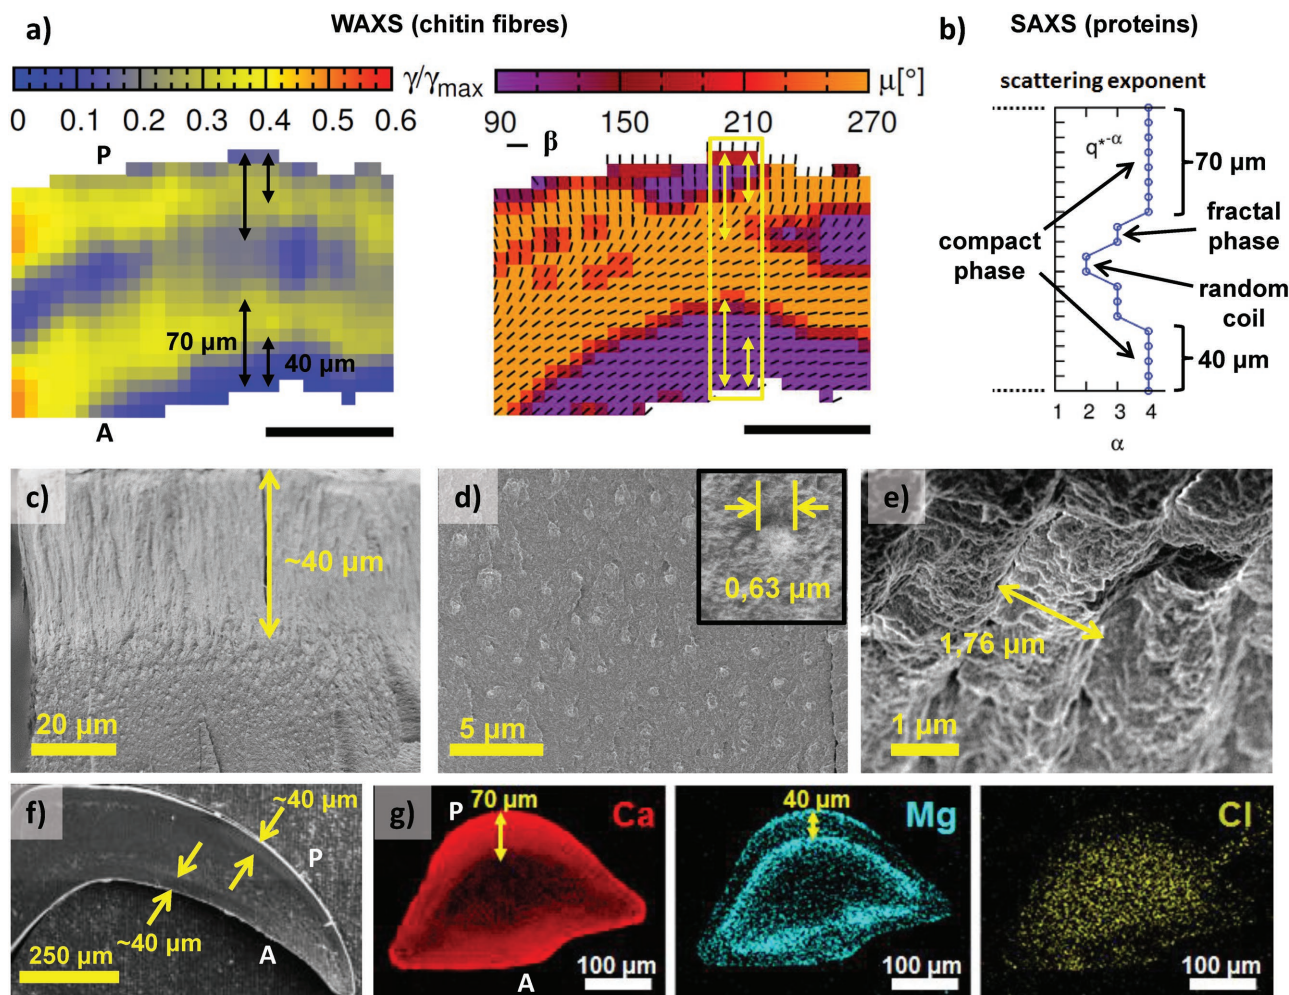 a)
WAXS (chitin fibres)
b)
SAXS (proteins)
γ/γmax
μ[°]
0 0.1 0.2 0.3 0.4 0.5 0.6
90 150 210 270
P
β
70 μm
40 μm
A
scattering exponent
q*-α
70 μm
fractal
phase
compact
phase
random
coil
40 μm
1 2 3 4
α
c)
~40 μm
20 μm
d)
0,63 μm
5 μm
e)
1,76 μm
1 μm
f)
~40 μm
P
~40 μm
A
250 μm
g)
P
70 μm
Ca
A
100 μm
40 μm
Mg
100 μm
Cl
100 μm